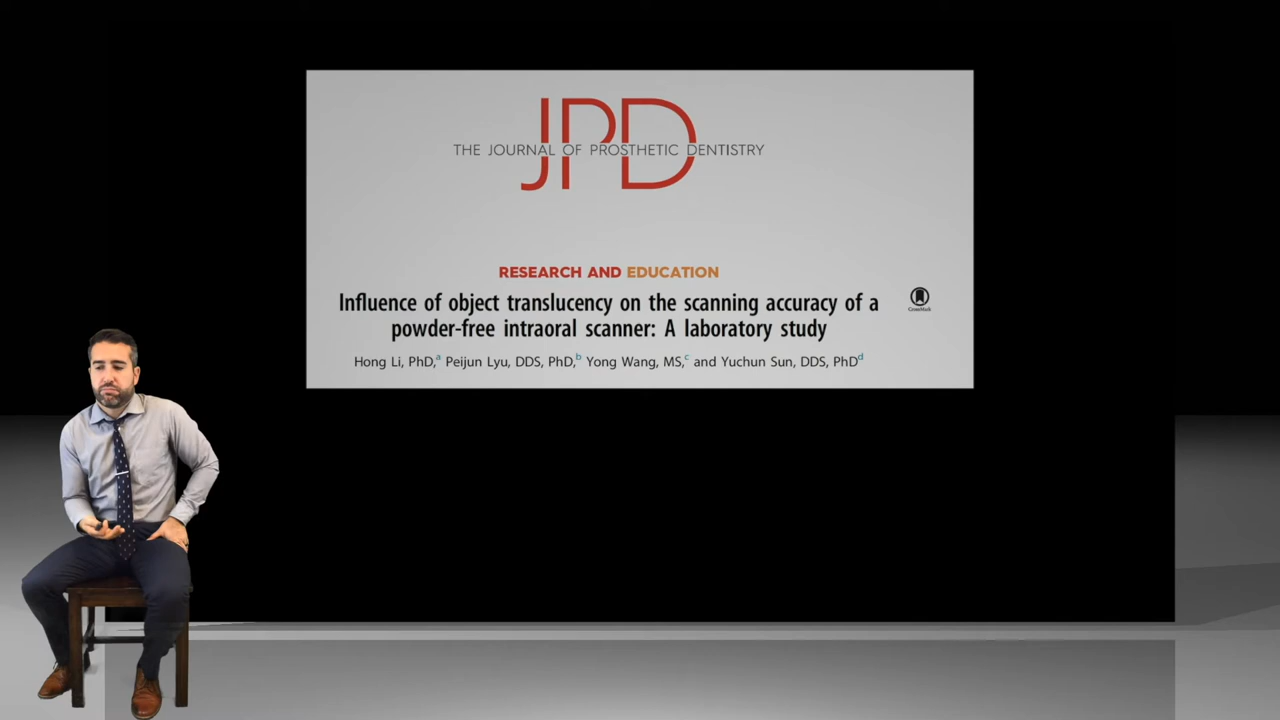 JPD
THE JOURNAL OF PROSTHETIC DENTISTRY
RESEARCH AND EDUCATION
Influence of object translucency on the scanning accuracy of a
powder-free intraoral scanner: A laboratory study
CrossMark
Hong Li, PhD,a Peijun Lyu, DDS, PhD,b Yong Wang, MS,c and Yuchun Sun, DDS, PhDd